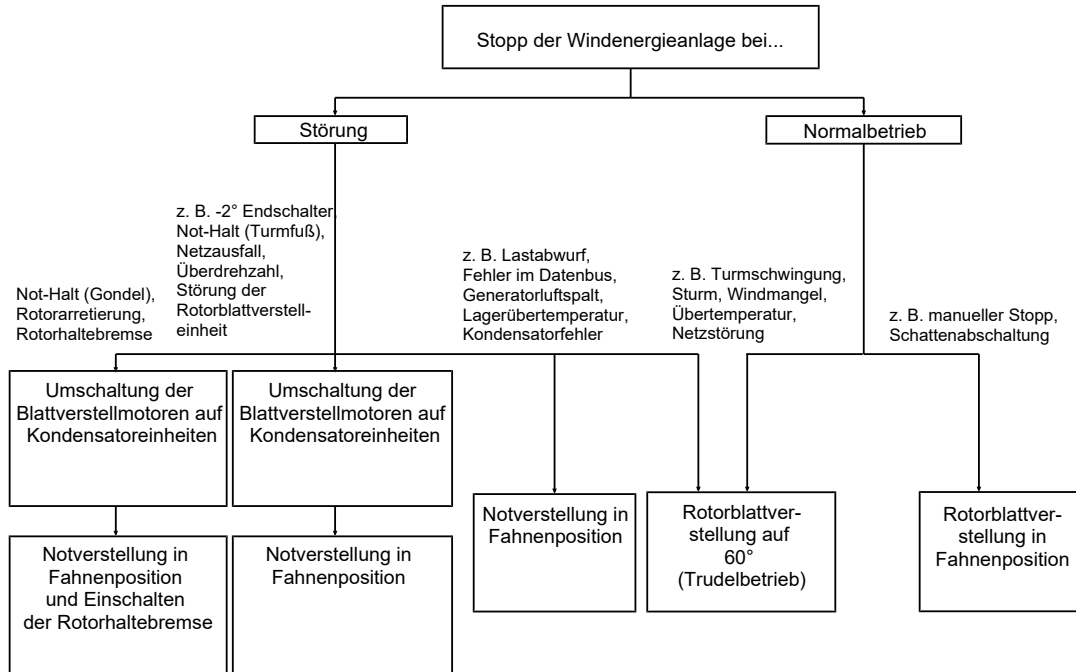 Stopp der Windenergieanlage bei...
Störung
Normalbetrieb
Not-Halt (Gondel),
Rotorarretierung,
Rotorhaltebremse
z. B. -2° Endschalter,
Not-Halt (Turmfuß),
Netzausfall,
Überdrehzahl,
Störung der
Rotorblattverstell-
einheit
z. B. Lastabwurf,
Fehler im Datenbus,
Generatorluftspalt,
Lagerübertemperatur,
Kondensatorfehler
z. B. Turmschwingung,
Sturm, Windmangel,
Übertemperatur,
Netzstörung
z. B. manueller Stopp,
Schattenabschaltung
Umschaltung der
Blattverstellmotoren auf
Kondensatoreinheiten
Umschaltung der
Blattverstellmotoren auf
Kondensatoreinheiten
Notverstellung in
Fahnenposition
und Einschalten
der Rotorhaltebremse
Notverstellung in
Fahnenposition
Notverstellung in
Fahnenposition
Rotorblattver-
stellung auf
60°
(Trudelbetrieb)
Rotorblattver-
stellung in
Fahnenposition